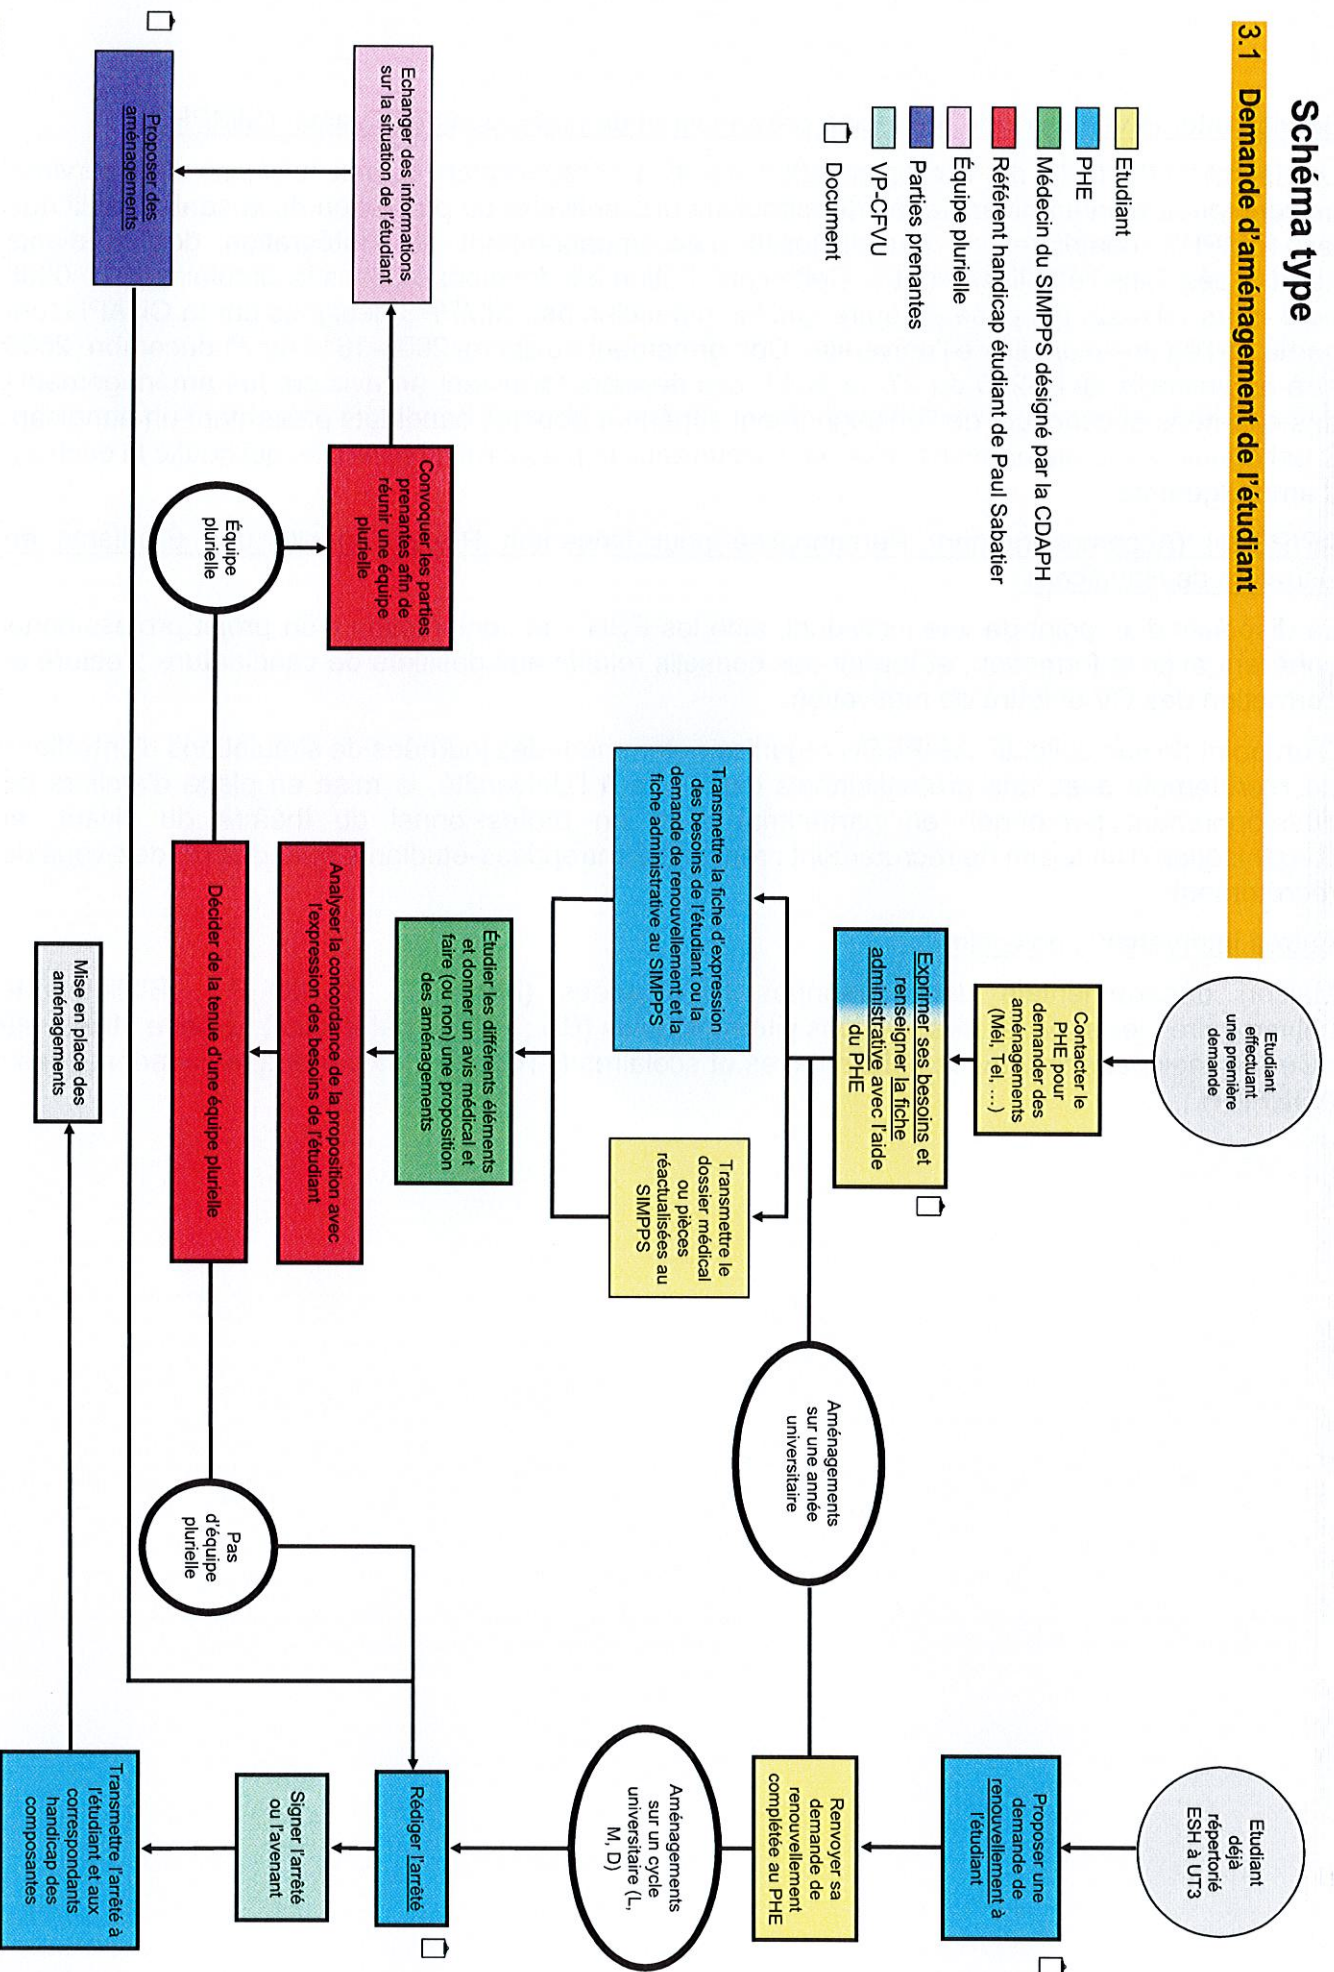 Schéma type
3.1 Demande d'aménagement de l'étudiant
Etudiant
PHE
Médecin du SIMPPS désigné par la CDAPH
Référent handicap étudiant de Paul Sabatier
Équipe plurielle
Parties prenantes
VP-CFVU
Document
Etudiant
effectuant
une première
demande
Contacter le
PHE pour
demander des
aménagements
(Mél, Tel, …)
Exprimer ses besoins et
renseigner la fiche
administrative avec l'aide
du PHE
Transmettre la fiche d'expression
des besoins de l'étudiant ou la
demande de renouvellement et la
fiche administrative au SIMPPS
Transmettre le
dossier médical
ou pièces
réactualisées au
SIMPPS
Étudier les différents éléments
et donner un avis médical et
faire (ou non) une proposition
des aménagements
Analyser la concordance de la proposition avec
l'expression des besoins de l'étudiant
Décider de la tenue d'une équipe plurielle
Équipe
plurielle
Convoquer les parties
prenantes afin de
réunir une équipe
plurielle
Echanger des informations
sur la situation de l'étudiant
Proposer des
aménagements
Pas
d'équipe
plurielle
Etudiant
déjà
répertorié
ESH à UT3
Proposer une
demande de
renouvellement à
l'étudiant
Renvoyer sa
demande de
renouvellement
complétée au PHE
Aménagements
sur une année
universitaire
Aménagements
sur un cycle
universitaire (L,
M, D)
Rédiger l'arrêté
Signer l'arrêté
ou l'avenant
Transmettre l'arrêté à
l'étudiant et aux
correspondants
handicap des
composantes
Mise en place des
aménagements